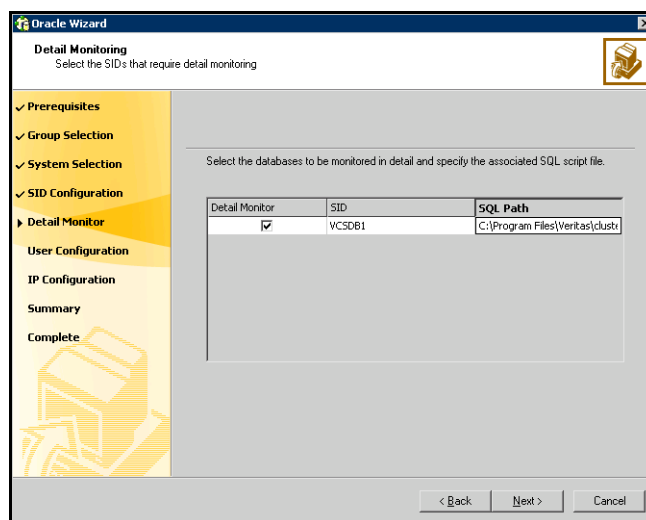 Oracle Wizard
Detail Monitoring
Select the SIDs that require detail monitoring
Prerequisites
Group Selection
System Selection
SID Configuration
Detail Monitor
User Configuration
IP Configuration
Summary
Complete
Select the databases to be monitored in detail and specify the associated SQL script file.
Detail Monitor SID SQL Path
VCSDB1 C:\Program Files\Veritas\cluste
< Back Next > Cancel